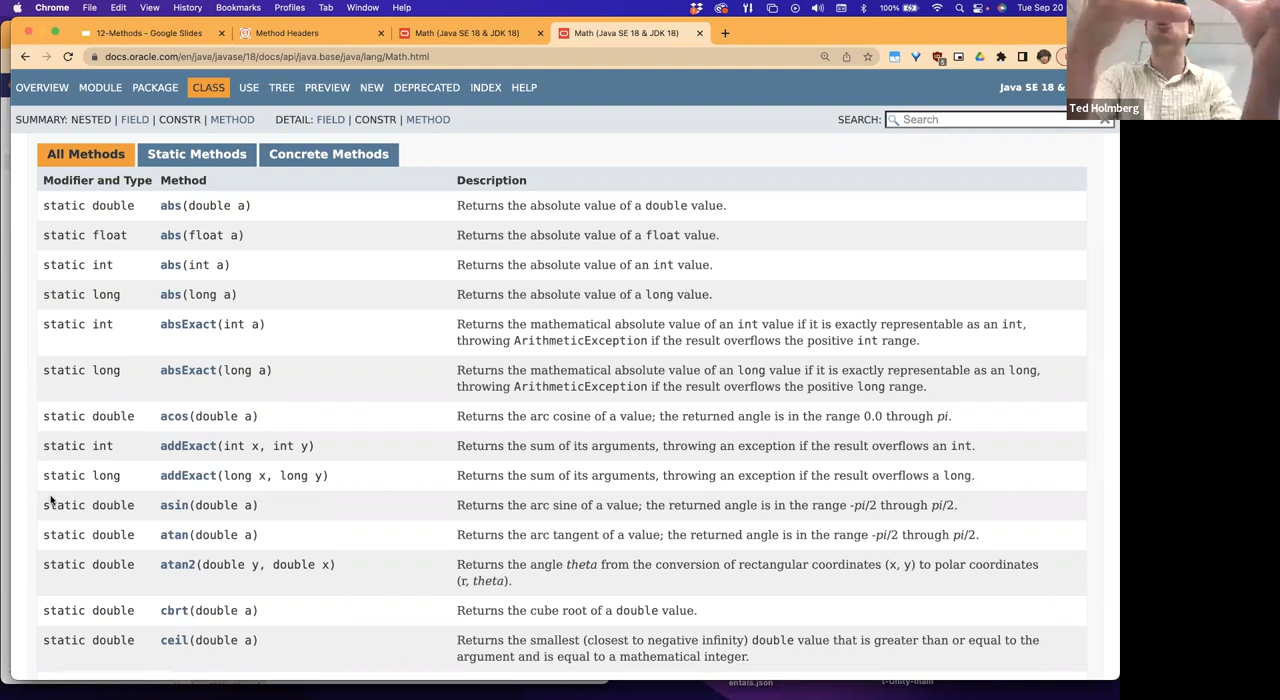 Chrome File Edit View History Bookmarks Profiles Tab Window Help 100% Tue Sep 20
12-Methods - Google Slides Method Headers Math (Java SE 18 & JDK 18) Math (Java SE 18 & JDK 18)
docs.oracle.com/en/java/javase/18/docs/api/java.base/java/lang/Math.html
OVERVIEW MODULE PACKAGE CLASS USE TREE PREVIEW NEW DEPRECATED INDEX HELP Java SE 18 &
Ted Holmberg
SUMMARY: NESTED | FIELD | CONSTR | METHOD DETAIL: FIELD | CONSTR | METHOD SEARCH: Search
All Methods Static Methods Concrete Methods
Modifier and Type Method Description
static double abs(double a) Returns the absolute value of a double value.
static float abs(float a) Returns the absolute value of a float value.
static int abs(int a) Returns the absolute value of an int value.
static long abs(long a) Returns the absolute value of a long value.
static int absExact(int a) Returns the mathematical absolute value of an int value if it is exactly representable as an int,
throwing ArithmeticException if the result overflows the positive int range.
static long absExact(long a) Returns the mathematical absolute value of an long value if it is exactly representable as an long,
throwing ArithmeticException if the result overflows the positive long range.
static double acos(double a) Returns the arc cosine of a value; the returned angle is in the range 0.0 through pi.
static int addExact(int x, int y) Returns the sum of its arguments, throwing an exception if the result overflows an int.
static long addExact(long x, long y) Returns the sum of its arguments, throwing an exception if the result overflows a long.
static double asin(double a) Returns the arc sine of a value; the returned angle is in the range -pi/2 through pi/2.
static double atan(double a) Returns the arc tangent of a value; the returned angle is in the range -pi/2 through pi/2.
static double atan2(double y, double x) Returns the angle theta from the conversion of rectangular coordinates (x, y) to polar coordinates
(r, theta).
static double cbrt(double a) Returns the cube root of a double value.
static double ceil(double a) Returns the smallest (closest to negative infinity) double value that is greater than or equal to the
argument and is equal to a mathematical integer.